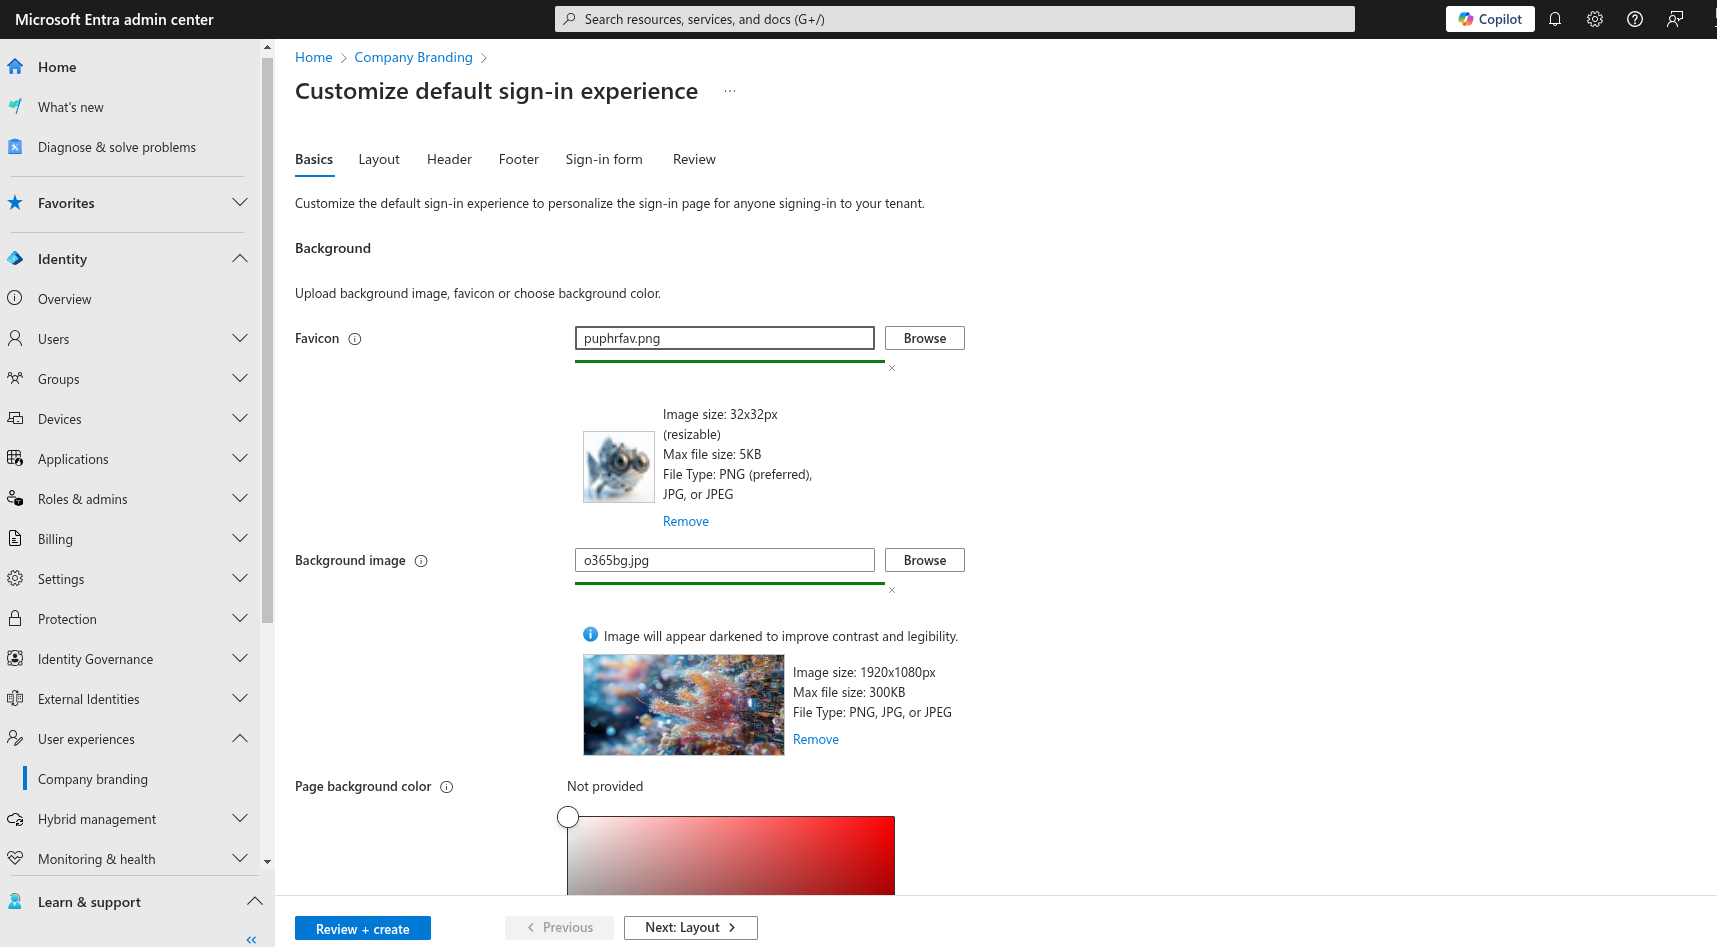 Microsoft Entra admin center
Search resources, services, and docs (G+/)
Copilot
Home
What's new
Diagnose & solve problems
Favorites
Identity
Overview
Users
Groups
Devices
Applications
Roles & admins
Billing
Settings
Protection
Identity Governance
External Identities
User experiences
Company branding
Hybrid management
Monitoring & health
Learn & support
Home > Company Branding >
Customize default sign-in experience ...
Basics Layout Header Footer Sign-in form Review
Customize the default sign-in experience to personalize the sign-in page for anyone signing-in to your tenant.
Background
Upload background image, favicon or choose background color.
Favicon
puphrfav.png
Browse
Image size: 32x32px
(resizable)
Max file size: 5KB
File Type: PNG (preferred),
JPG, or JPEG
Remove
Background image
o365bg.jpg
Browse
Image will appear darkened to improve contrast and legibility.
Image size: 1920x1080px
Max file size: 300KB
File Type: PNG, JPG, or JPEG
Remove
Page background color
Not provided
Review + create
< Previous
Next: Layout >